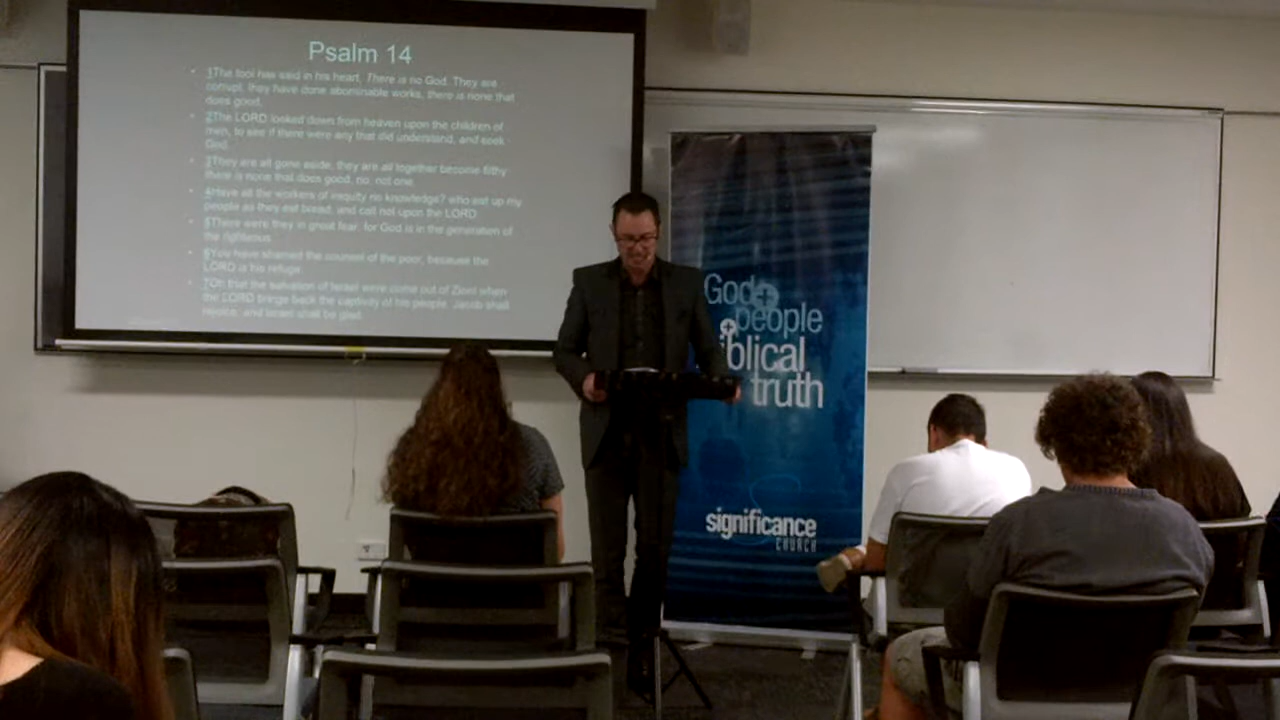 Psalm 14
• 1The fool has said in his heart, There is no God. They are
corrupt, they have done abominable works, there is none that
does good.
• 2The LORD looked down from heaven upon the children of
men, to see if there were any that did understand, and seek
God.
• 3They are all gone aside, they are all together become filthy:
there is none that does good, no, not one.
• 4Have all the workers of iniquity no knowledge? who eat up my
people as they eat bread, and call not upon the LORD
• 5There were they in great fear: for God is in the generation of
the righteous.
• 6You have shamed the counsel of the poor, because the
LORD is his refuge.
• 7Oh that the salvation of Israel were come out of Zion! when
the LORD brings back the captivity of his people, Jacob shall
rejoice, and Israel shall be glad.
God+
people
+
iblical
truth
significance
CHURCH